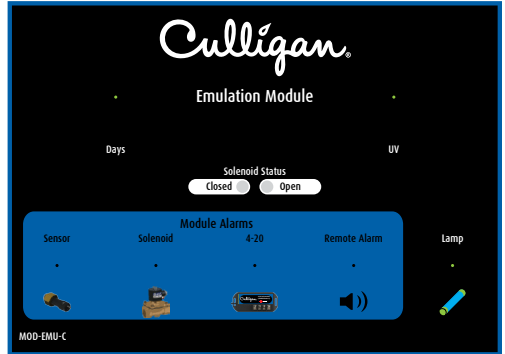 Culligan.
Emulation Module
Days UV
Solenoid Status
Closed Open
Module Alarms
Sensor Solenoid 4-20 Remote Alarm Lamp
Culligan
MOD-EMU-C